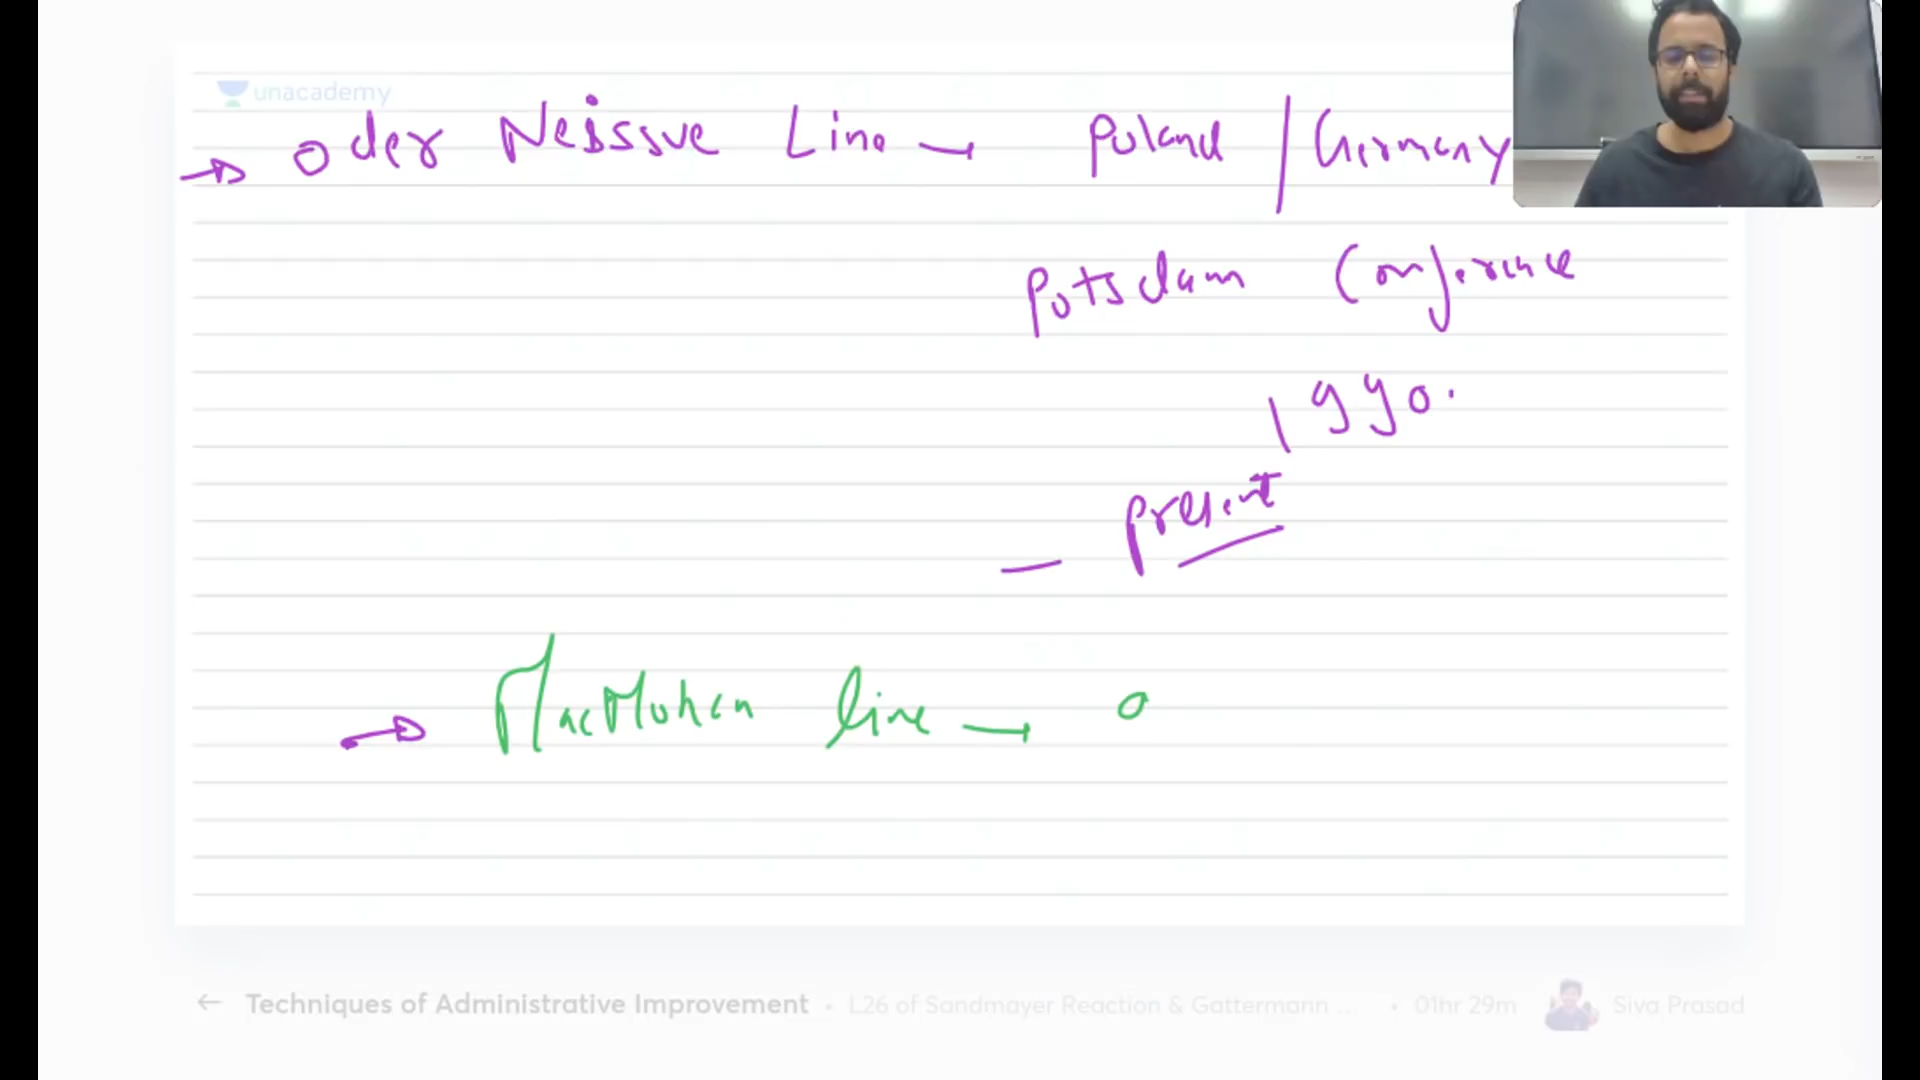 unacademy
→ Oder Neissue Line → Poland / Germany
Potsdam Conference
1990.
— present
→ MacMohan line →
← Techniques of Administrative Improvement • L26 of Sandmayer Reaction & Gattermann ... • 01hr 29m Siva Prasad